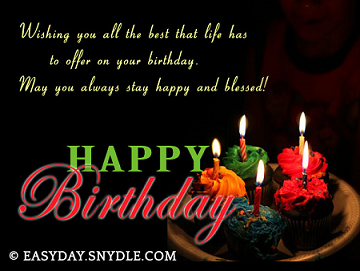 Wishing you all the best that life has
to offer on your birthday.
May you always stay happy and blessed!
HAPPY
Birthday
© EASYDAY.SNYDLE.COM